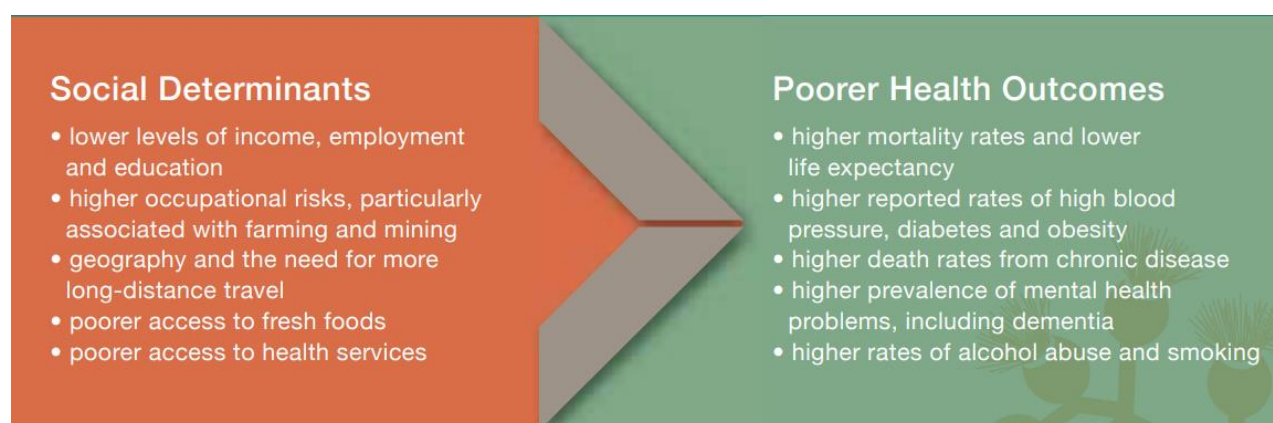 Social Determinants
• lower levels of income, employment
and education
• higher occupational risks, particularly
associated with farming and mining
• geography and the need for more
long-distance travel
• poorer access to fresh foods
• poorer access to health services
Poorer Health Outcomes
• higher mortality rates and lower
life expectancy
• higher reported rates of high blood
pressure, diabetes and obesity
• higher death rates from chronic disease
• higher prevalence of mental health
problems, including dementia
• higher rates of alcohol abuse and smoking